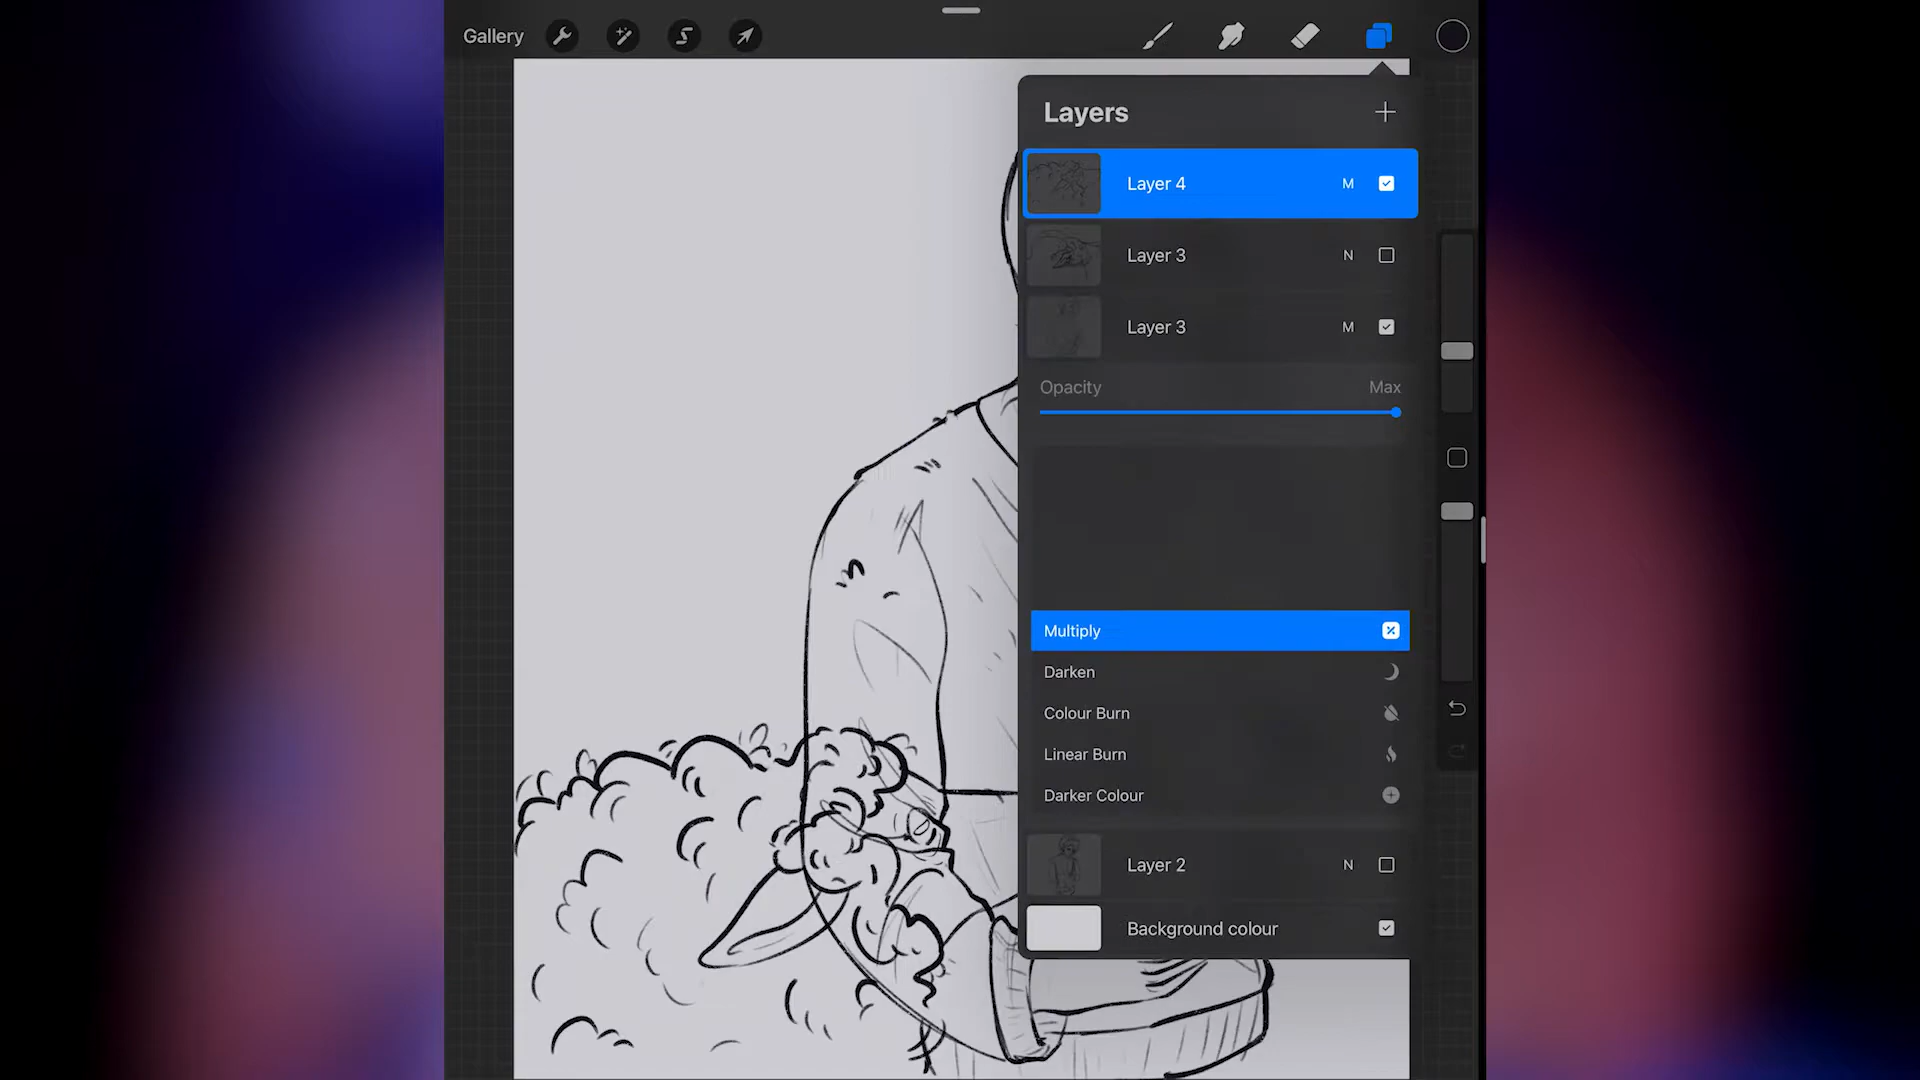 Gallery
Layers
Layer 4 M
Layer 3 N
Layer 3 M
Opacity Max
Multiply
Darken
Colour Burn
Linear Burn
Darker Colour
Layer 2 N
Background colour